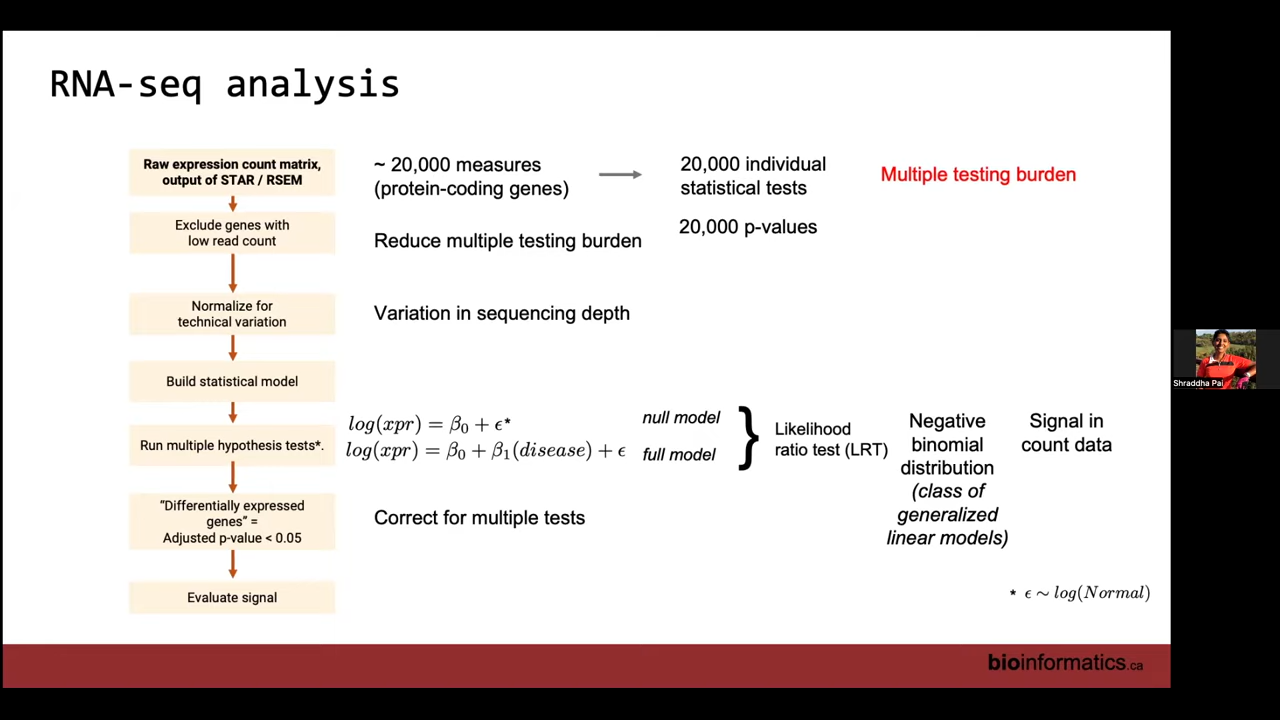 RNA-seq analysis
Raw expression count matrix,
output of STAR / RSEM
~ 20,000 measures
(protein-coding genes)
20,000 individual
statistical tests
20,000 p-values
Multiple testing burden
Exclude genes with
low read count
Reduce multiple testing burden
Normalize for
technical variation
Variation in sequencing depth
Build statistical model
Run multiple hypothesis tests*.
log(xpr) = β₀ + ϵ*
log(xpr) = β₀ + β₁(disease) + ϵ
null model
full model
}
Likelihood
ratio test (LRT)
Negative
binomial
distribution
(class of
generalized
linear models)
Signal in
count data
“Differentially expressed
genes” =
Adjusted p-value < 0.05
Correct for multiple tests
Evaluate signal
* ϵ ∼ log(Normal)
bioinformatics.ca
Shraddha Pai